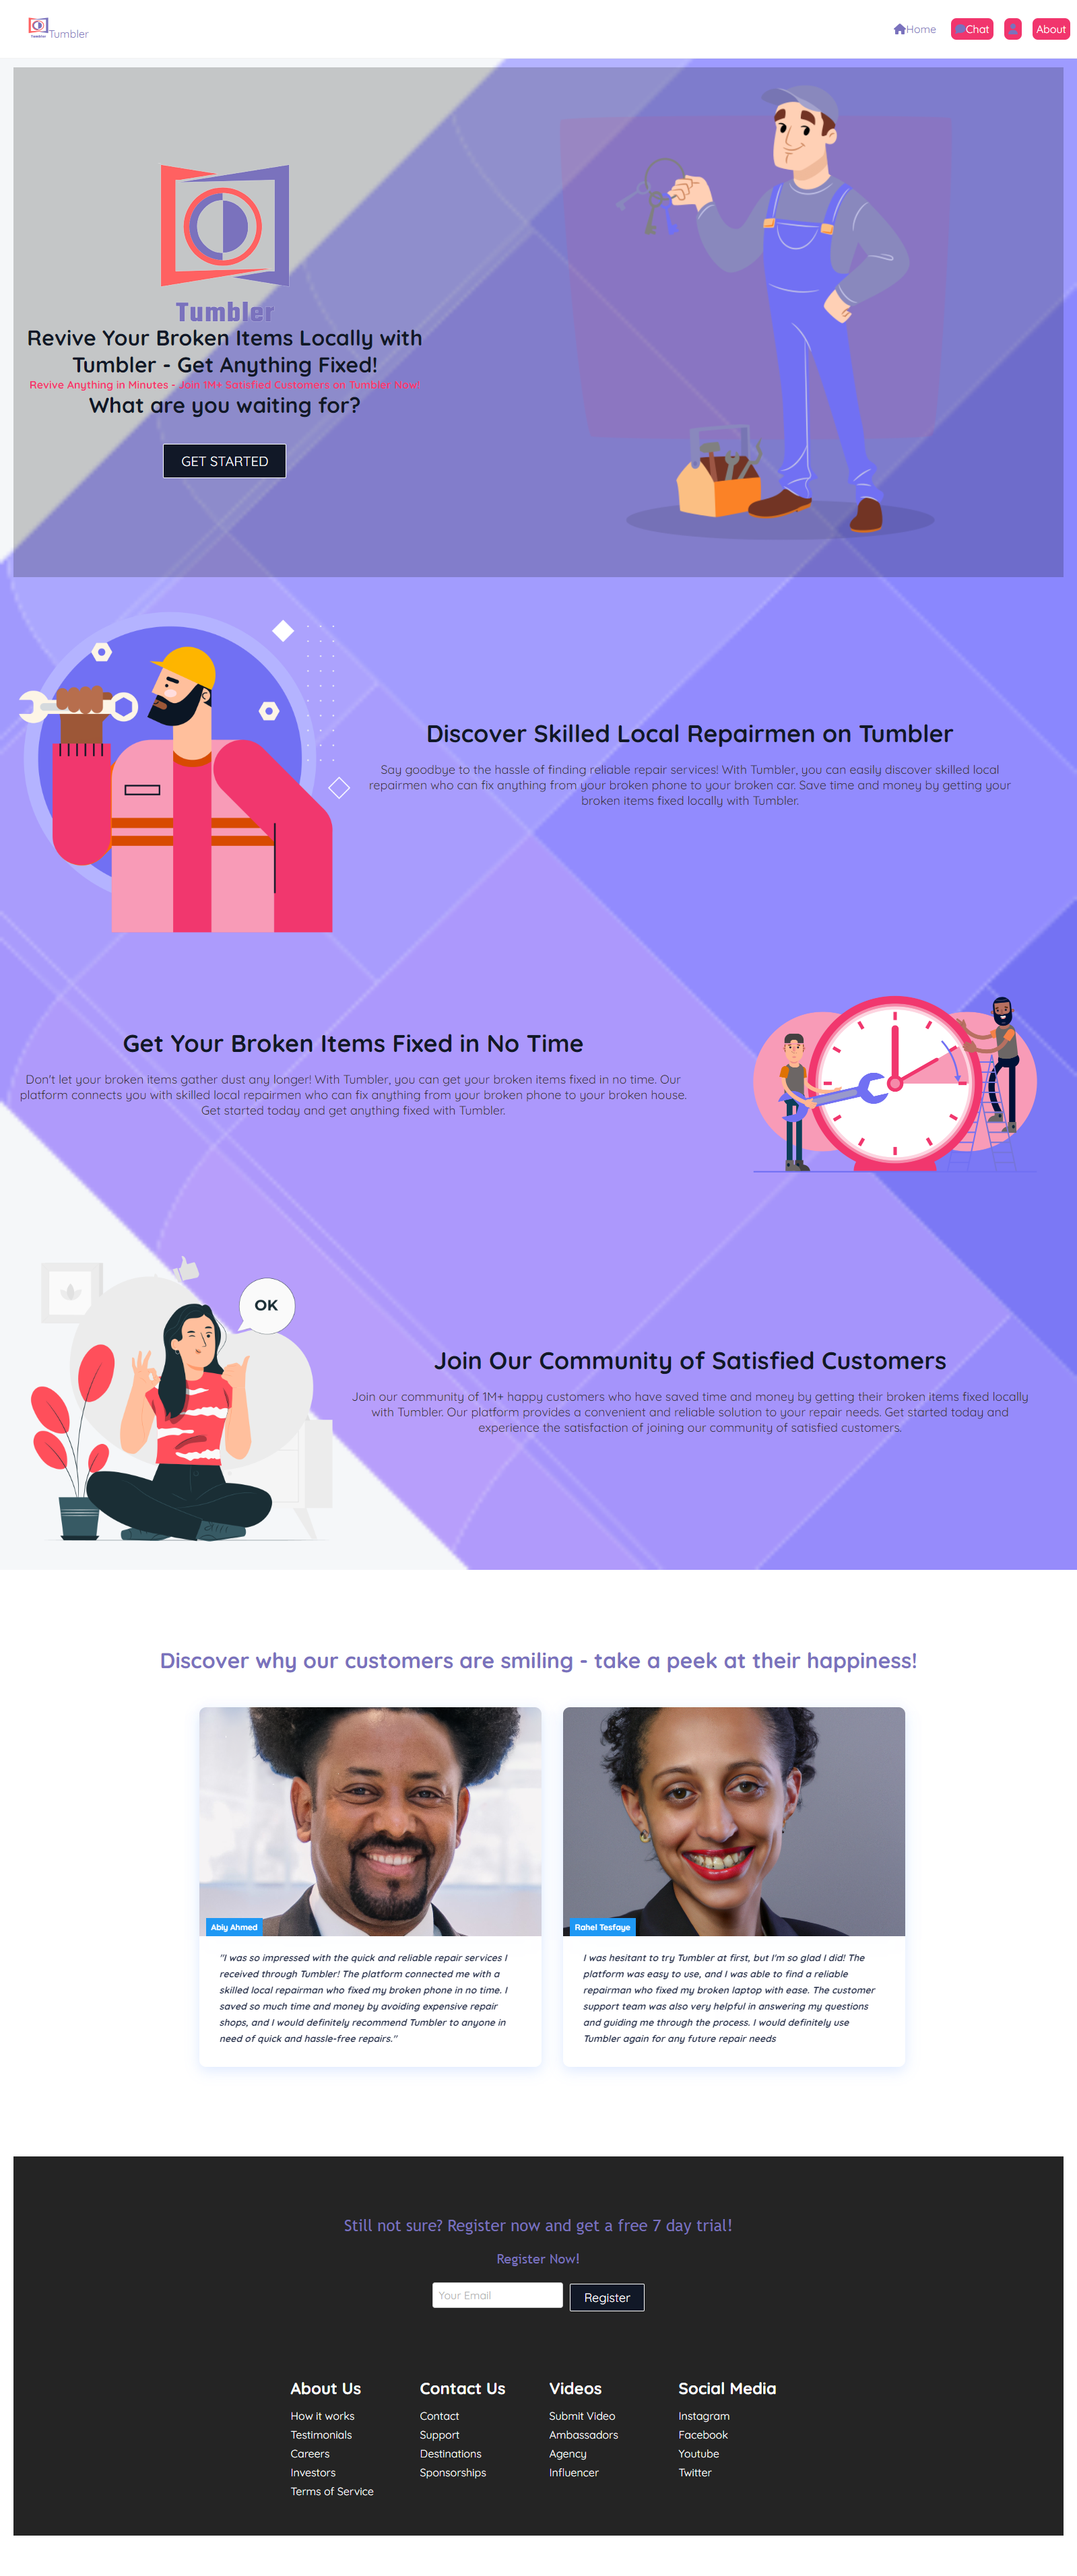 Tumbler
Tumbler
Home
Chat
About
Tumbler
Revive Your Broken Items Locally with
Tumbler - Get Anything Fixed!
Revive Anything in Minutes - Join 1M+ Satisfied Customers on Tumbler Now!
What are you waiting for?
GET STARTED
Discover Skilled Local Repairmen on Tumbler
Say goodbye to the hassle of finding reliable repair services! With Tumbler, you can easily discover skilled local
repairmen who can fix anything from your broken phone to your broken car. Save time and money by getting your
broken items fixed locally with Tumbler.
Get Your Broken Items Fixed in No Time
Don't let your broken items gather dust any longer! With Tumbler, you can get your broken items fixed in no time. Our
platform connects you with skilled local repairmen who can fix anything from your broken phone to your broken house.
Get started today and get anything fixed with Tumbler.
OK
Join Our Community of Satisfied Customers
Join our community of 1M+ happy customers who have saved time and money by getting their broken items fixed locally
with Tumbler. Our platform provides a convenient and reliable solution to your repair needs. Get started today and
experience the satisfaction of joining our community of satisfied customers.
Discover why our customers are smiling - take a peek at their happiness!
Abiy Ahmed
"I was so impressed with the quick and reliable repair services I
received through Tumbler! The platform connected me with a
skilled local repairman who fixed my broken phone in no time. I
saved so much time and money by avoiding expensive repair
shops, and I would definitely recommend Tumbler to anyone in
need of quick and hassle-free repairs."
Rahel Tesfaye
I was hesitant to try Tumbler at first, but I'm so glad I did! The
platform was easy to use, and I was able to find a reliable
repairman who fixed my broken laptop with ease. The customer
support team was also very helpful in answering my questions
and guiding me through the process. I would definitely use
Tumbler again for any future repair needs
Still not sure? Register now and get a free 7 day trial!
Register Now!
Your Email
Register
About Us
How it works
Testimonials
Careers
Investors
Terms of Service
Contact Us
Contact
Support
Destinations
Sponsorships
Videos
Submit Video
Ambassadors
Agency
Influencer
Social Media
Instagram
Facebook
Youtube
Twitter